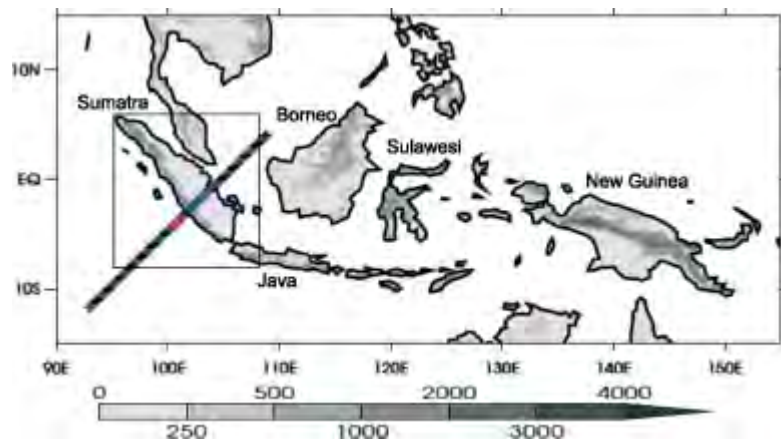 10N
Sumatra
Borneo
Sulawesi
EQ
New Guinea
Java
10S
90E 100E 110E 120E 130E 140E 150E
0 500 2000 4000
250 1000 3000